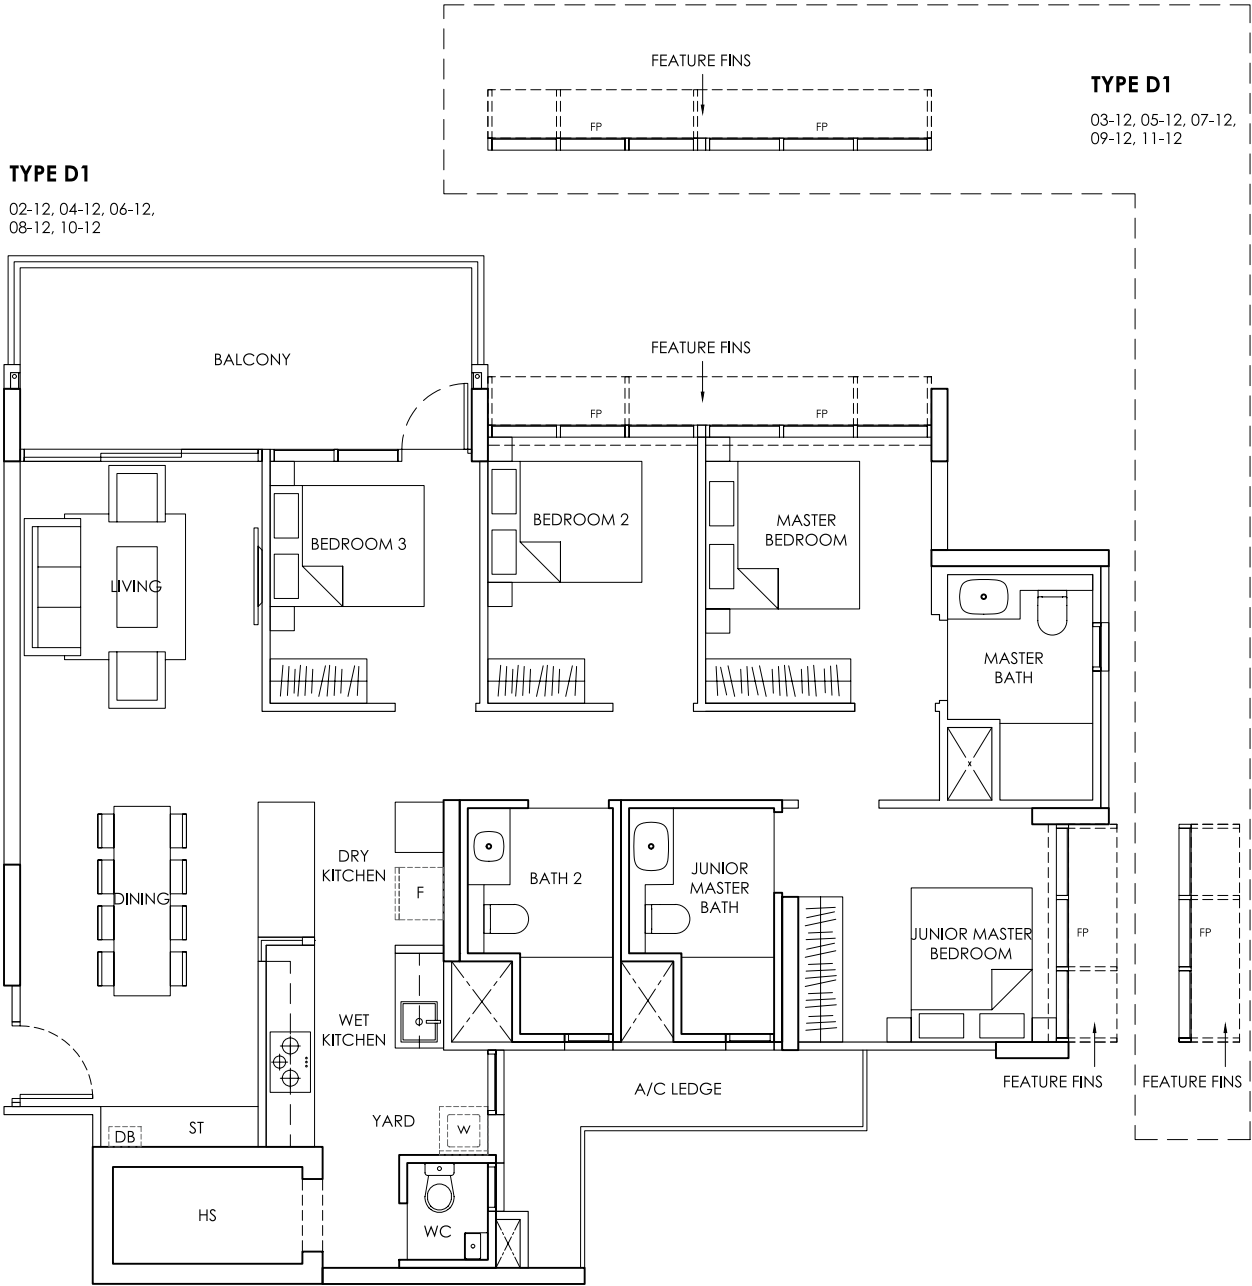 FEATURE FINS
TYPE D1
03-12, 05-12, 07-12,
09-12, 11-12
FP
FP
TYPE D1
02-12, 04-12, 06-12,
08-12, 10-12
BALCONY
FEATURE FINS
FP
FP
BEDROOM 3
BEDROOM 2
MASTER
BEDROOM
LIVING
MASTER
BATH
x
DINING
DRY
KITCHEN
F
BATH 2
JUNIOR
MASTER
BATH
JUNIOR MASTER
BEDROOM
FP
FP
WET
KITCHEN
FEATURE FINS
FEATURE FINS
A/C LEDGE
YARD
W
DB
ST
HS
WC